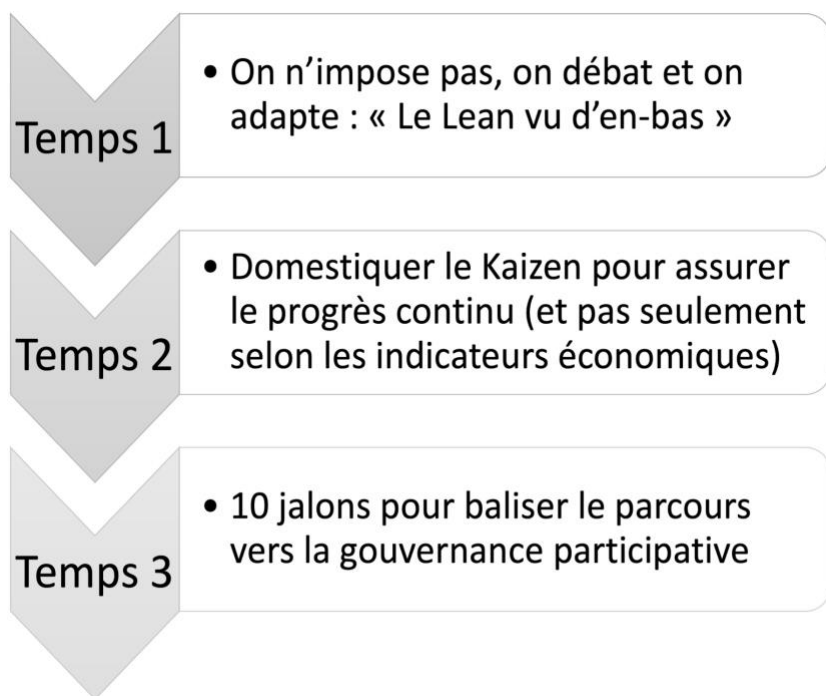 Temps 1
• On n’impose pas, on débat et on
adapte : « Le Lean vu d’en-bas »
Temps 2
• Domestiquer le Kaizen pour assurer
le progrès continu (et pas seulement
selon les indicateurs économiques)
Temps 3
• 10 jalons pour baliser le parcours
vers la gouvernance participative